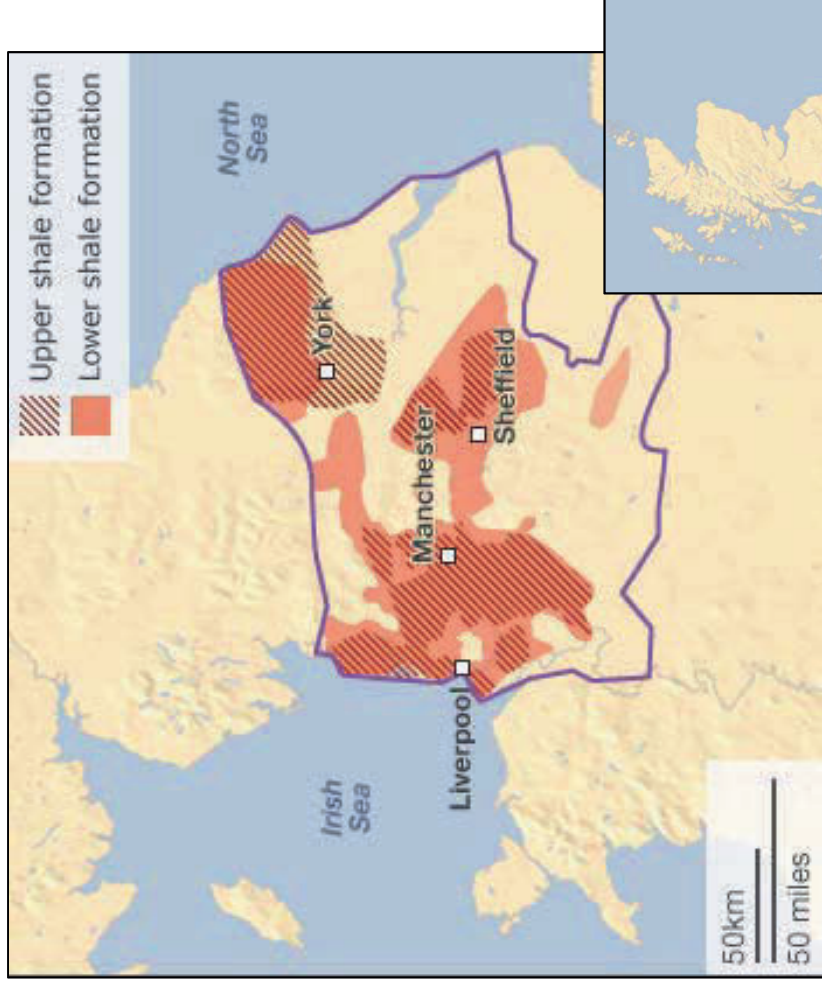 Upper shale formation
Lower shale formation
North
Sea
York
Manchester
Sheffield
Liverpool
Irish
Sea
50km
50 miles